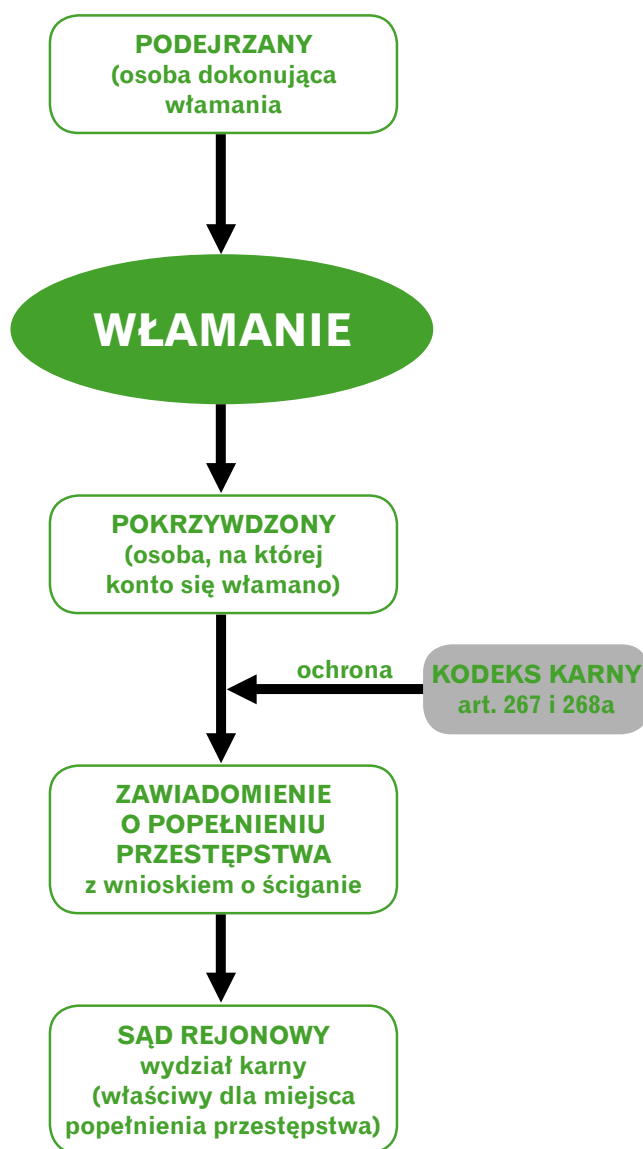 PODEJRZANY
(osoba dokonująca
włamania
WŁAMANIE
POKRZYWDZONY
(osoba, na której
konto się włamano)
ochrona
KODEKS KARNY
art. 267 i 268a
ZAWIADOMIENIE
O POPEŁNIENIU
PRZESTĘPSTWA
z wnioskiem o ściganie
SĄD REJONOWY
wydział karny
(właściwy dla miejsca
popełnienia przestępstwa)